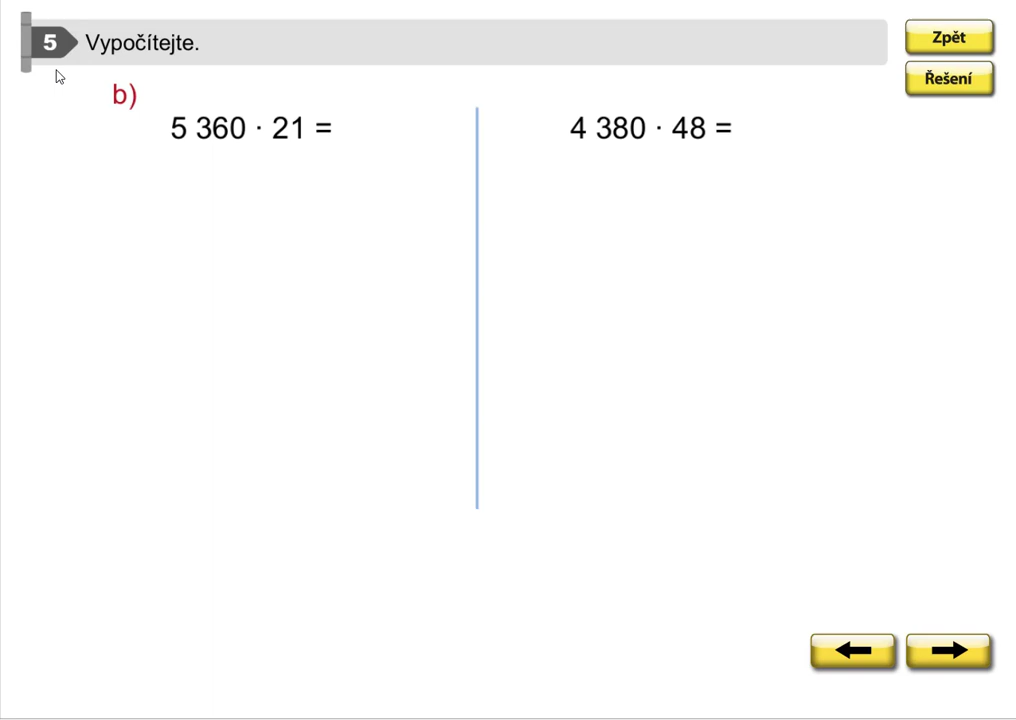 5 Vypočítejte.
Zpět
Řešení
b)
5 360 · 21 =
4 380 · 48 =